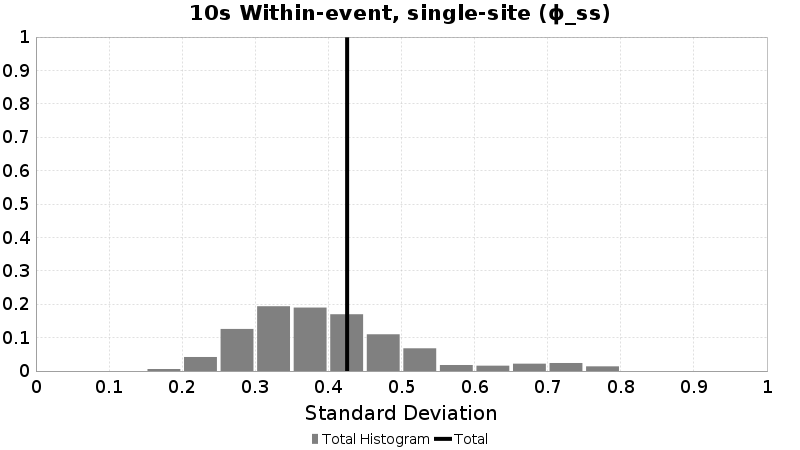 10s Within-event, single-site (ϕ_ss)
1
0.9
0.8
0.7
0.6
0.5
0.4
0.3
0.2
0.1
0
0 0.1 0.2 0.3 0.4 0.5 0.6 0.7 0.8 0.9 1
Standard Deviation
Total Histogram Total